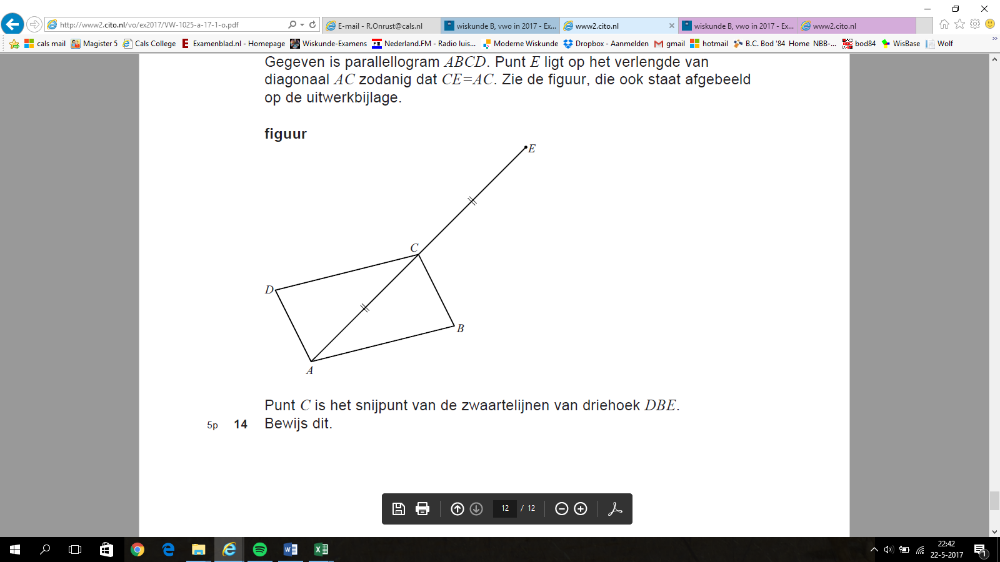 http://www2.cito.nl/vo/ex2017/VW-1025-a-17-1-o.pdf
E-mail - R.Onrust@cals.nl
wiskunde B, vwo in 2017 - Ex...
www2.cito.nl
wiskunde B, vwo in 2017 - Ex...
www2.cito.nl
cals mail Magister 5 Cals College Examenblad.nl - Homepage Wiskunde-Examens Nederland.FM - Radio luis... Moderne Wiskunde Dropbox - Aanmelden gmail hotmail B.C. Bod '84 Home NBB-... bod84 WisBase Wolf
Gegeven is parallellogram ABCD. Punt E ligt op het verlengde van
diagonaal AC zodanig dat CE=AC. Zie de figuur, die ook staat afgebeeld
op de uitwerkbijlage.
figuur
E
C
D
B
A
Punt C is het snijpunt van de zwaartelijnen van driehoek DBE.
5p 14 Bewijs dit.
12 / 12
22:42
22-5-2017
1